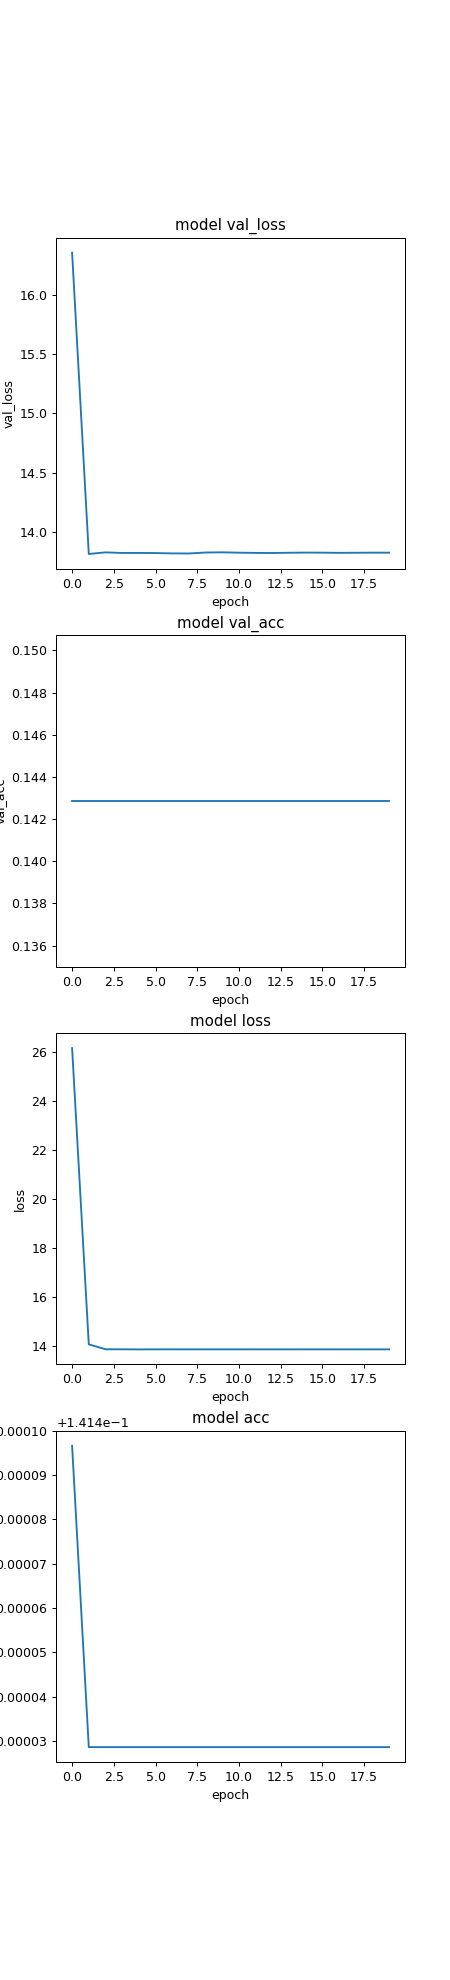 model val_loss
16.0
15.5
15.0
14.5
14.0
val_loss
0.0 2.5 5.0 7.5 10.0 12.5 15.0 17.5
epoch
model val_acc
0.150
0.148
0.146
0.144
0.142
0.140
0.138
0.136
val_acc
0.0 2.5 5.0 7.5 10.0 12.5 15.0 17.5
epoch
model loss
26
24
22
20
18
16
14
loss
0.0 2.5 5.0 7.5 10.0 12.5 15.0 17.5
epoch
model acc
+1.414e−1
0.00010
0.00009
0.00008
0.00007
0.00006
0.00005
0.00004
0.00003
0.0 2.5 5.0 7.5 10.0 12.5 15.0 17.5
epoch